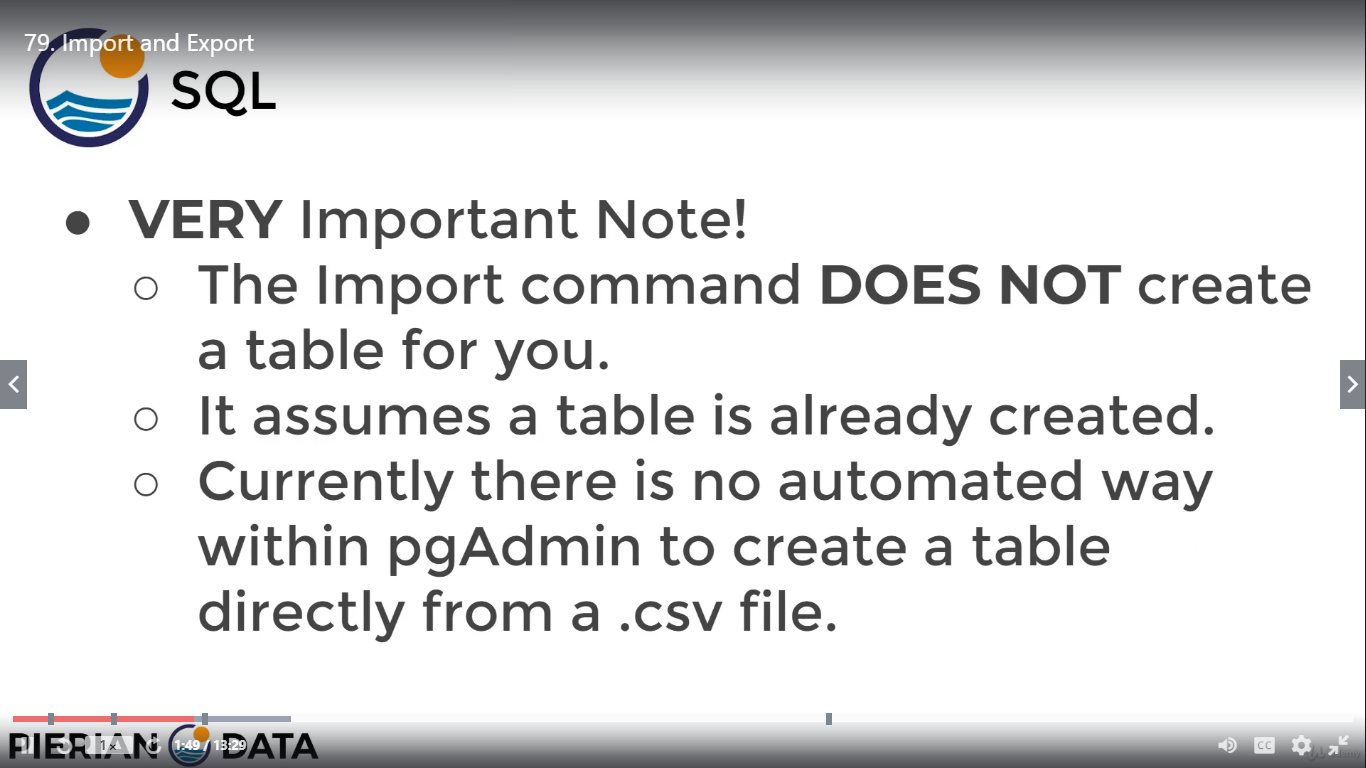 79. Import and Export
SQL
● VERY Important Note!
○ The Import command DOES NOT create
a table for you.
○ It assumes a table is already created.
○ Currently there is no automated way
within pgAdmin to create a table
directly from a .csv file.
PIERIAN DATA
1x
1:49 / 13:29
CC